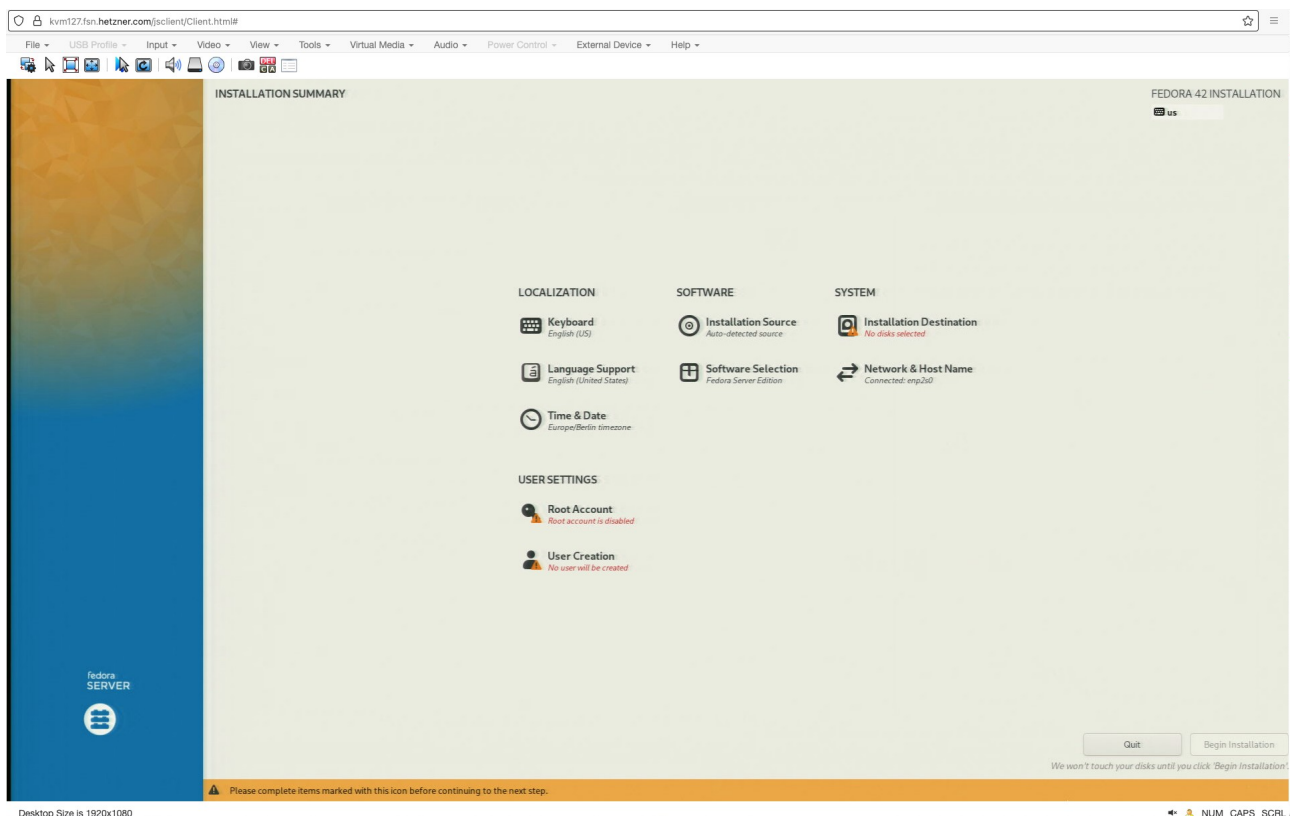 kvm127.fsn.hetzner.com/jsclient/Client.html#
File USB Profile Input Video View Tools Virtual Media Audio Power Control External Device Help
INSTALLATION SUMMARY
FEDORA 42 INSTALLATION
us
LOCALIZATION
Keyboard
English (US)
Language Support
English (United States)
Time & Date
Europe/Berlin timezone
SOFTWARE
Installation Source
Auto-detected source
Software Selection
Fedora Server Edition
SYSTEM
Installation Destination
No disks selected
Network & Host Name
Connected: enp2s0
USER SETTINGS
Root Account
Root account is disabled
User Creation
No user will be created
fedora
SERVER
Quit
Begin Installation
We won't touch your disks until you click 'Begin Installation'.
Please complete items marked with this icon before continuing to the next step.
Desktop Size is 1920x1080
NUM CAPS SCRL